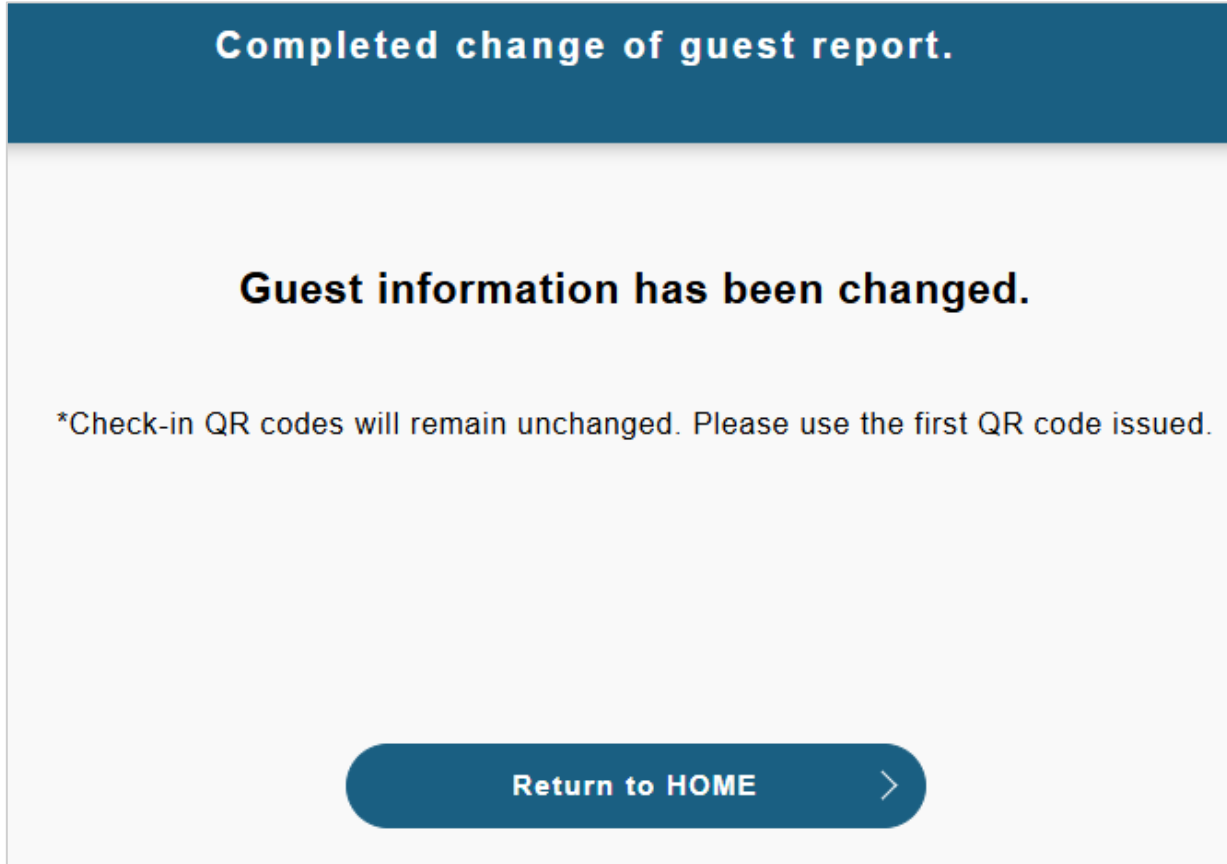 Completed change of guest report.
Guest information has been changed.
*Check-in QR codes will remain unchanged. Please use the first QR code issued.
Return to HOME